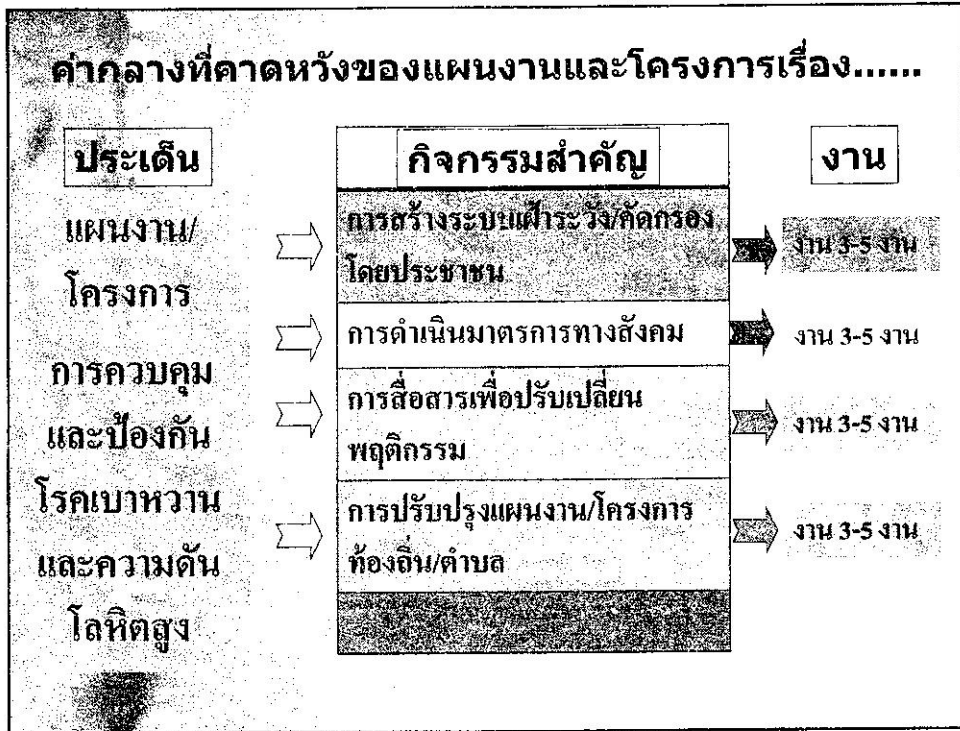 ค่ากลางที่คาดหวังของแผนงานและโครงการเรื่อง......
ประเด็น
กิจกรรมสำคัญ
งาน
แผนงาน/
โครงการ
การควบคุม
และป้องกัน
โรคเบาหวาน
และความดัน
โลหิตสูง
การสร้างระบบเฝ้าระวัง/คัดกรอง
โดยประชาชน
งาน 3-5 งาน
การดำเนินมาตรการทางสังคม
งาน 3-5 งาน
การสื่อสารเพื่อปรับเปลี่ยน
พฤติกรรม
งาน 3-5 งาน
การปรับปรุงแผนงาน/โครงการ
ท้องถิ่น/ตำบล
งาน 3-5 งาน